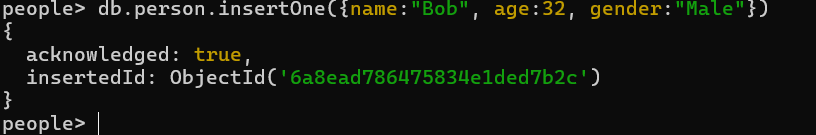 people> db.person.insertOne({name:"Bob", age:32, gender:"Male"})
{
  acknowledged: true,
  insertedId: ObjectId('6a8ead786475834e1ded7b2c')
}
people>